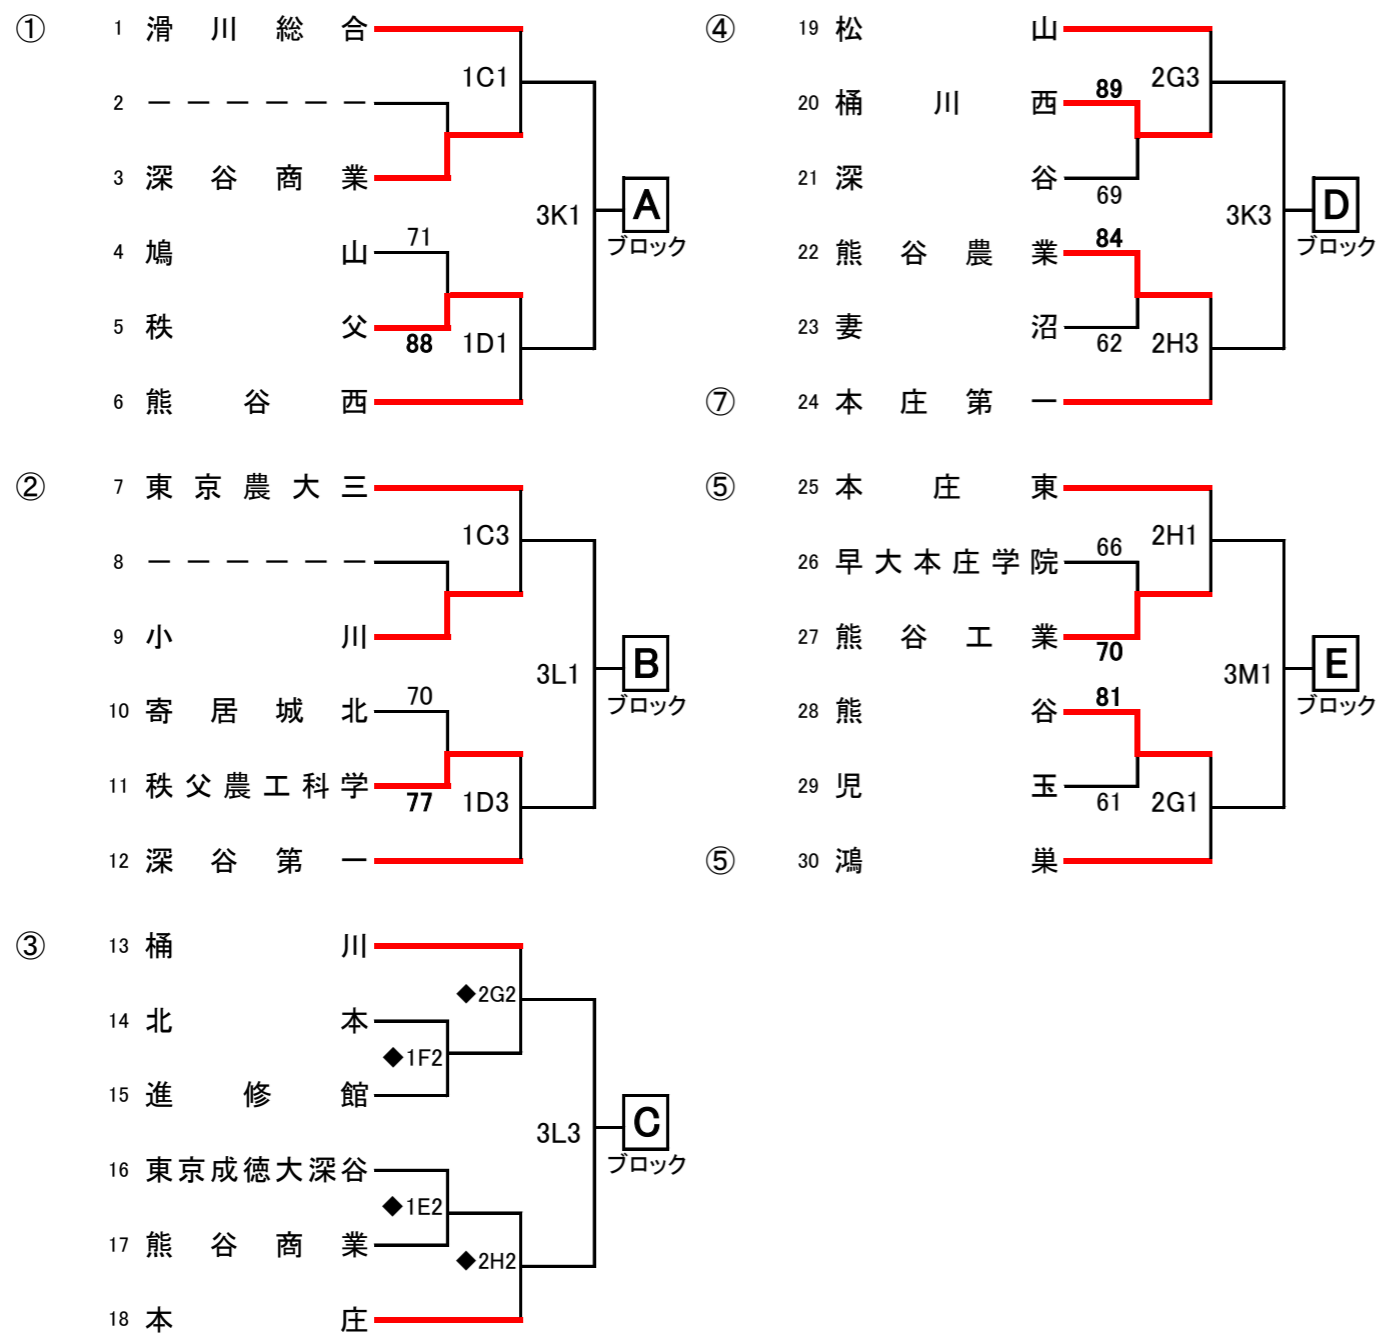 ① 1 滑川総合
1C1
2 ーーーーーー
3 深谷商業
3K1 A
ブロック
4 鳩山 71
5 秩父 88
1D1
6 熊谷西
② 7 東京農大三
1C3
8 ーーーーーー
9 小川
3L1 B
ブロック
10 寄居城北 70
11 秩父農工科学 77
1D3
12 深谷第一
③ 13 桶川
◆2G2
14 北本
◆1F2
15 進修館
3L3 C
ブロック
16 東京成徳大深谷
◆1E2
17 熊谷商業
◆2H2
18 本庄
④ 19 松山
2G3
20 桶川西 89
21 深谷 69
3K3 D
ブロック
22 熊谷農業 84
23 妻沼 62
2H3
⑦ 24 本庄第一
⑤ 25 本庄東
2H1
26 早大本庄学院 66
27 熊谷工業 70
3M1 E
ブロック
28 熊谷 81
29 児玉 61
2G1
⑤ 30 鴻巣